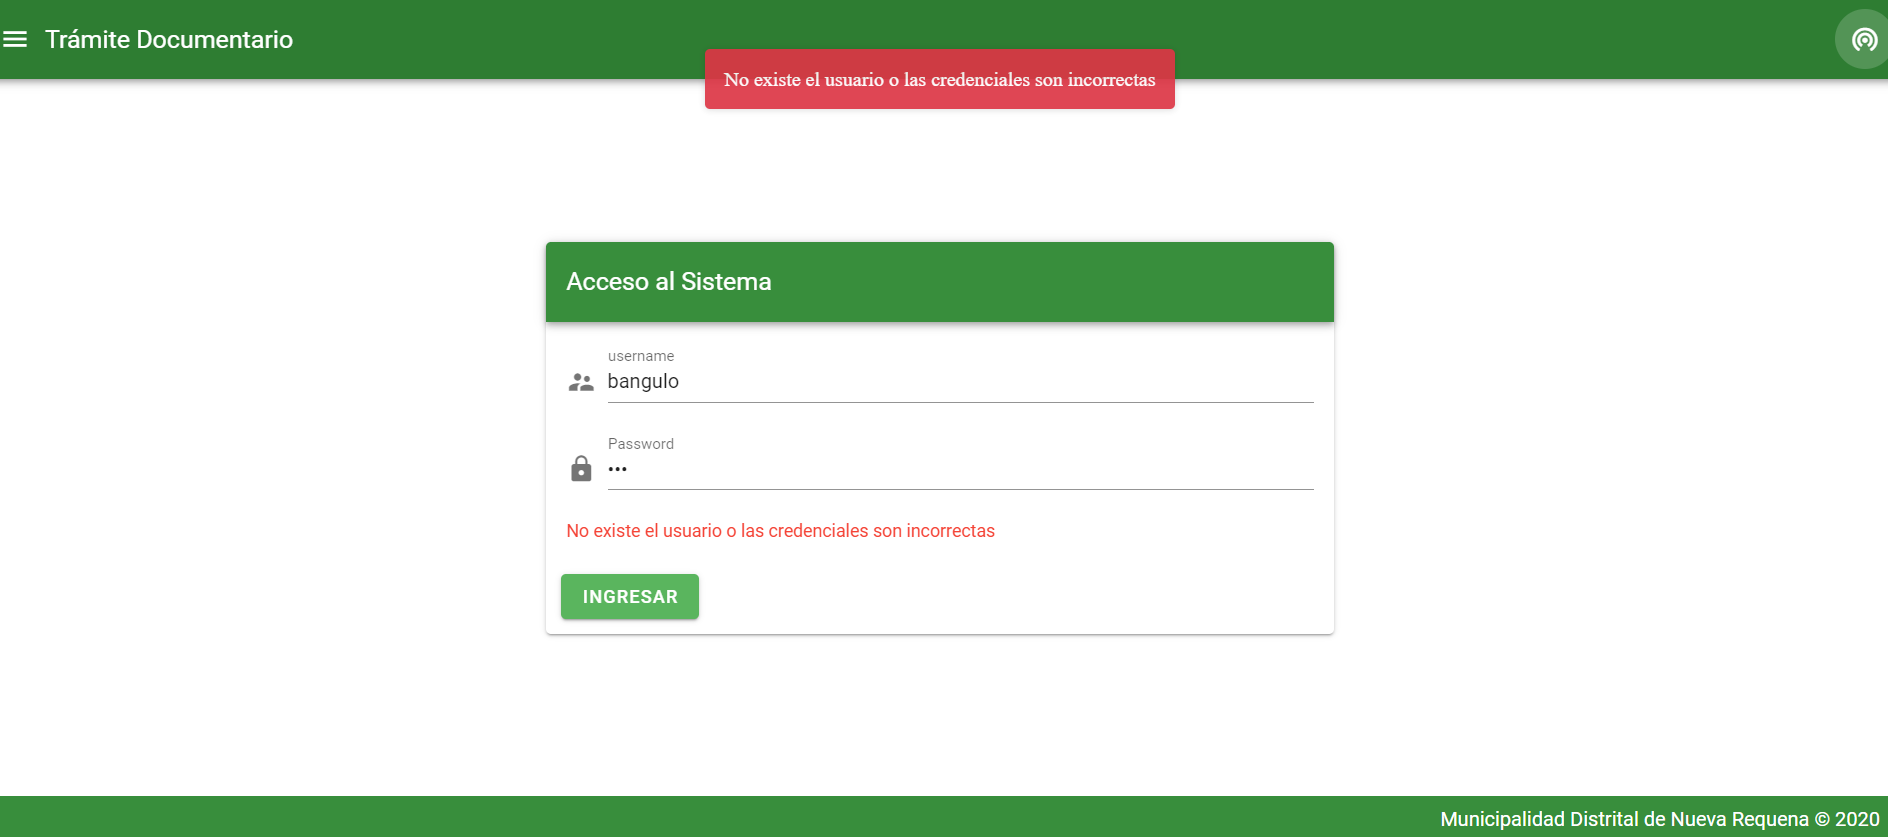 Trámite Documentario
No existe el usuario o las credenciales son incorrectas
Acceso al Sistema
username
bangulo
Password
•••
No existe el usuario o las credenciales son incorrectas
INGRESAR
Municipalidad Distrital de Nueva Requena © 2020